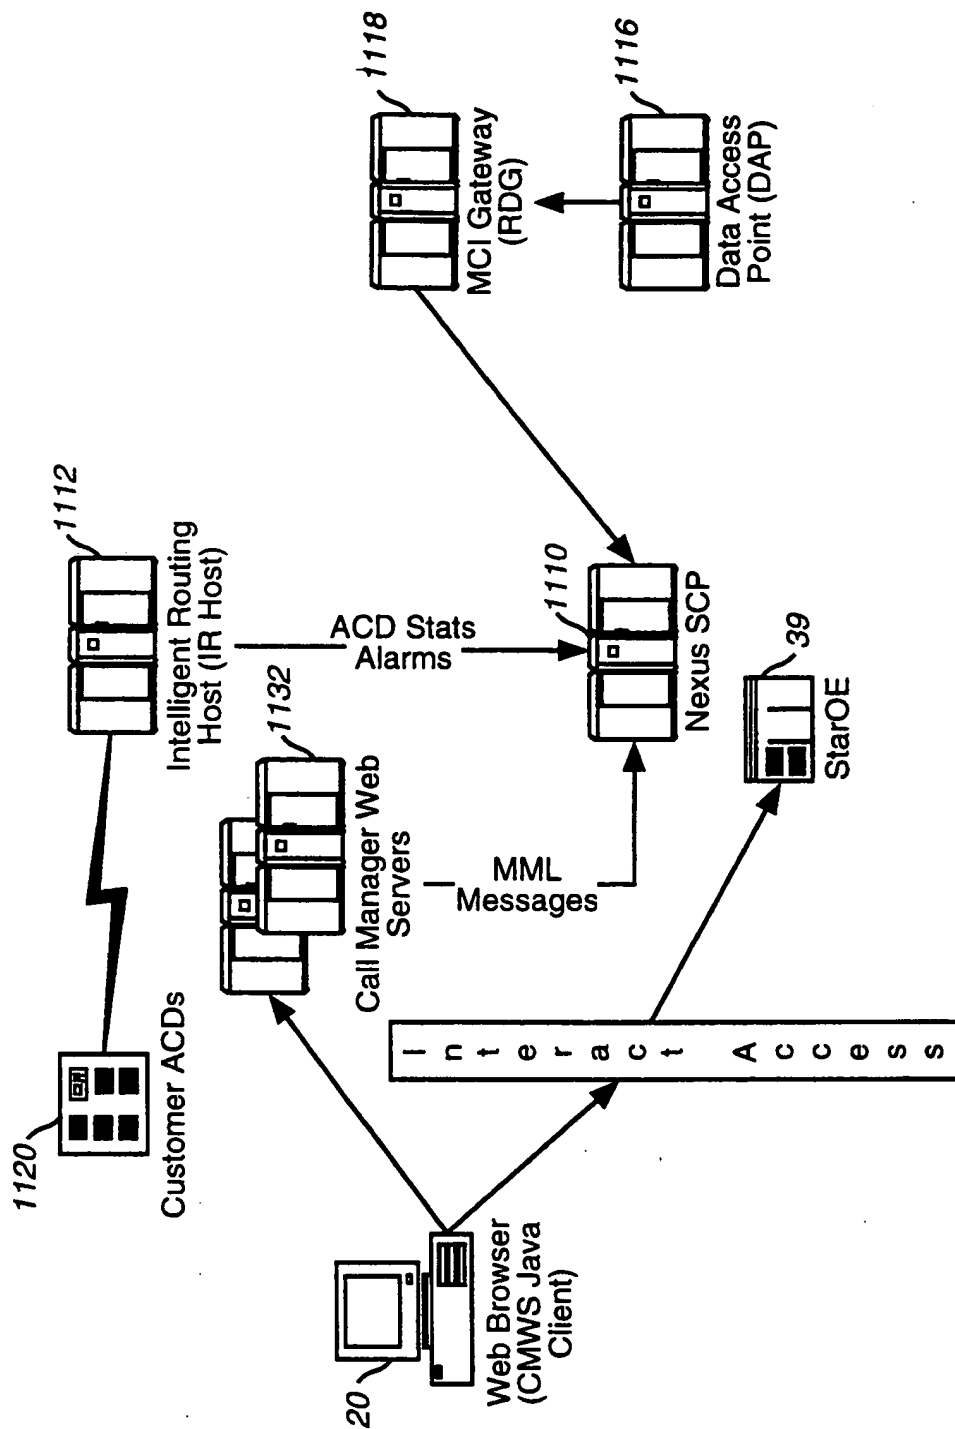 1120
Customer ACDs
1112
Intelligent Routing
Host (IR Host)
1118
MCI Gateway
(RDG)
1116
Data Access
Point (DAP)
1132
Call Manager Web
Servers
ACD Stats
Alarms
MML
Messages
1110
Nexus SCP
20
Web Browser
(CMWS Java
Client)
Interact Access
39
StarOE